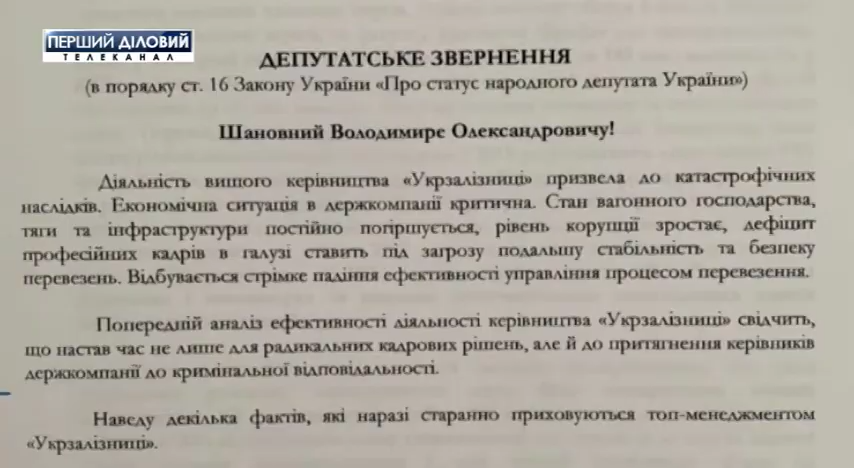 ПЕРШИЙ ДІЛОВИЙ
ТЕЛЕКАНАЛ
ДЕПУТАТСЬКЕ ЗВЕРНЕННЯ
(в порядку ст. 16 Закону України «Про статус народного депутата України»)
Шановний Володимире Олександровичу!
Діяльність вищого керівництва «Укрзалізниці» призвела до катастрофічних
наслідків. Економічна ситуація в держкомпанії критична. Стан вагонного господарства,
тяги та інфраструктури постійно погіршується, рівень корупції зростає, дефіцит
професійних кадрів в галузі ставить під загрозу подальшу стабільність та безпеку
перевезень. Відбувається стрімке падіння ефективності управління процесом перевезення.
Попередній аналіз ефективності діяльності керівництва «Укрзалізниці» свідчить,
що настав час не лише для радикальних кадрових рішень, але й до притягнення керівників
держкомпанії до кримінальної відповідальності.
Наведу декілька фактів, які наразі старанно приховуються топ-менеджментом
«Укрзалізниці».